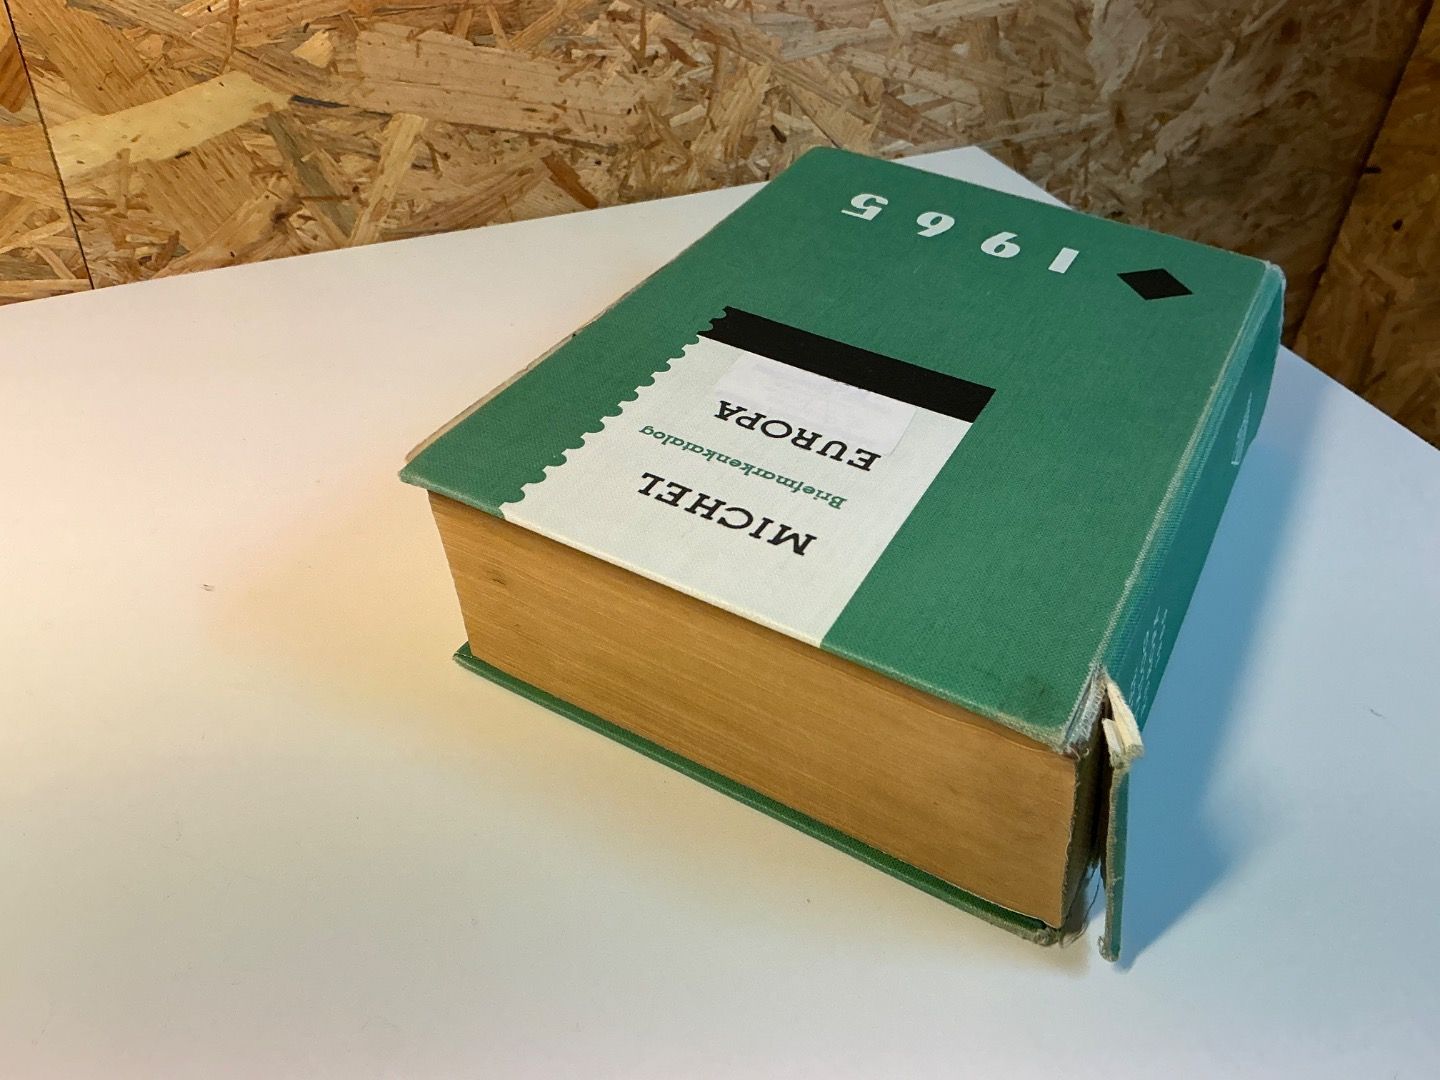 MICHEL
Briefmarkenkatalog
EUROPA
1965